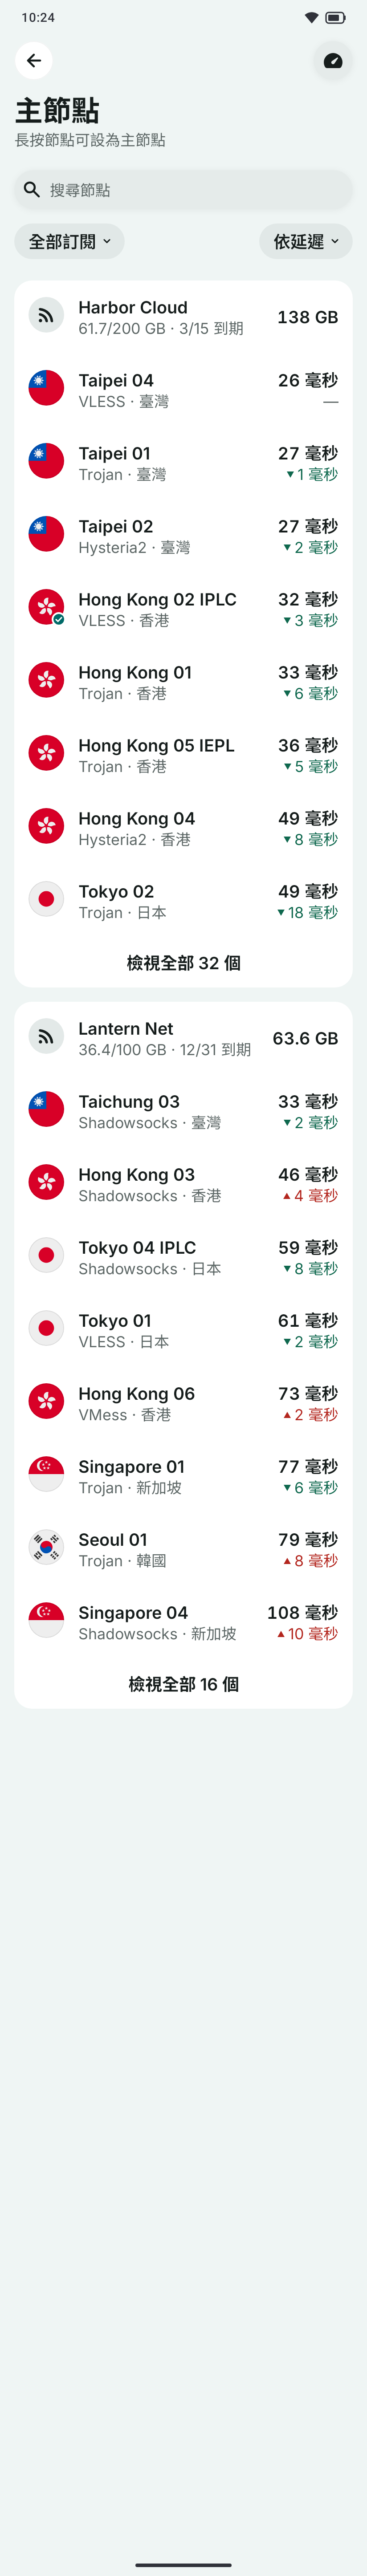 10:24
主節點
長按節點可設為主節點
搜尋節點
全部訂閱
依延遲
Harbor Cloud
138 GB
61.7/200 GB · 3/15 到期
Taipei 04
26 毫秒
VLESS · 臺灣
—
Taipei 01
27 毫秒
Trojan · 臺灣
▼1 毫秒
Taipei 02
27 毫秒
Hysteria2 · 臺灣
▼2 毫秒
Hong Kong 02 IPLC
32 毫秒
VLESS · 香港
▼3 毫秒
Hong Kong 01
33 毫秒
Trojan · 香港
▼6 毫秒
Hong Kong 05 IEPL
36 毫秒
Trojan · 香港
▼5 毫秒
Hong Kong 04
49 毫秒
Hysteria2 · 香港
▼8 毫秒
Tokyo 02
49 毫秒
Trojan · 日本
▼18 毫秒
檢視全部 32 個
Lantern Net
63.6 GB
36.4/100 GB · 12/31 到期
Taichung 03
33 毫秒
Shadowsocks · 臺灣
▼2 毫秒
Hong Kong 03
46 毫秒
Shadowsocks · 香港
▲4 毫秒
Tokyo 04 IPLC
59 毫秒
Shadowsocks · 日本
▼8 毫秒
Tokyo 01
61 毫秒
VLESS · 日本
▼2 毫秒
Hong Kong 06
73 毫秒
VMess · 香港
▲2 毫秒
Singapore 01
77 毫秒
Trojan · 新加坡
▼6 毫秒
Seoul 01
79 毫秒
Trojan · 韓國
▲8 毫秒
Singapore 04
108 毫秒
Shadowsocks · 新加坡
▲10 毫秒
檢視全部 16 個